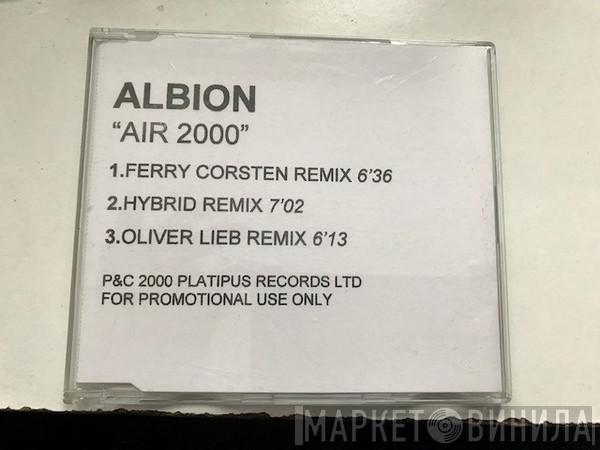 ALBION
“AIR 2000”
1.FERRY CORSTEN REMIX 6’36
2.HYBRID REMIX 7’02
3.OLIVER LIEB REMIX 6’13
P&C 2000 PLATIPUS RECORDS LTD
FOR PROMOTIONAL USE ONLY
МАРКЕТ ВИНИЛА